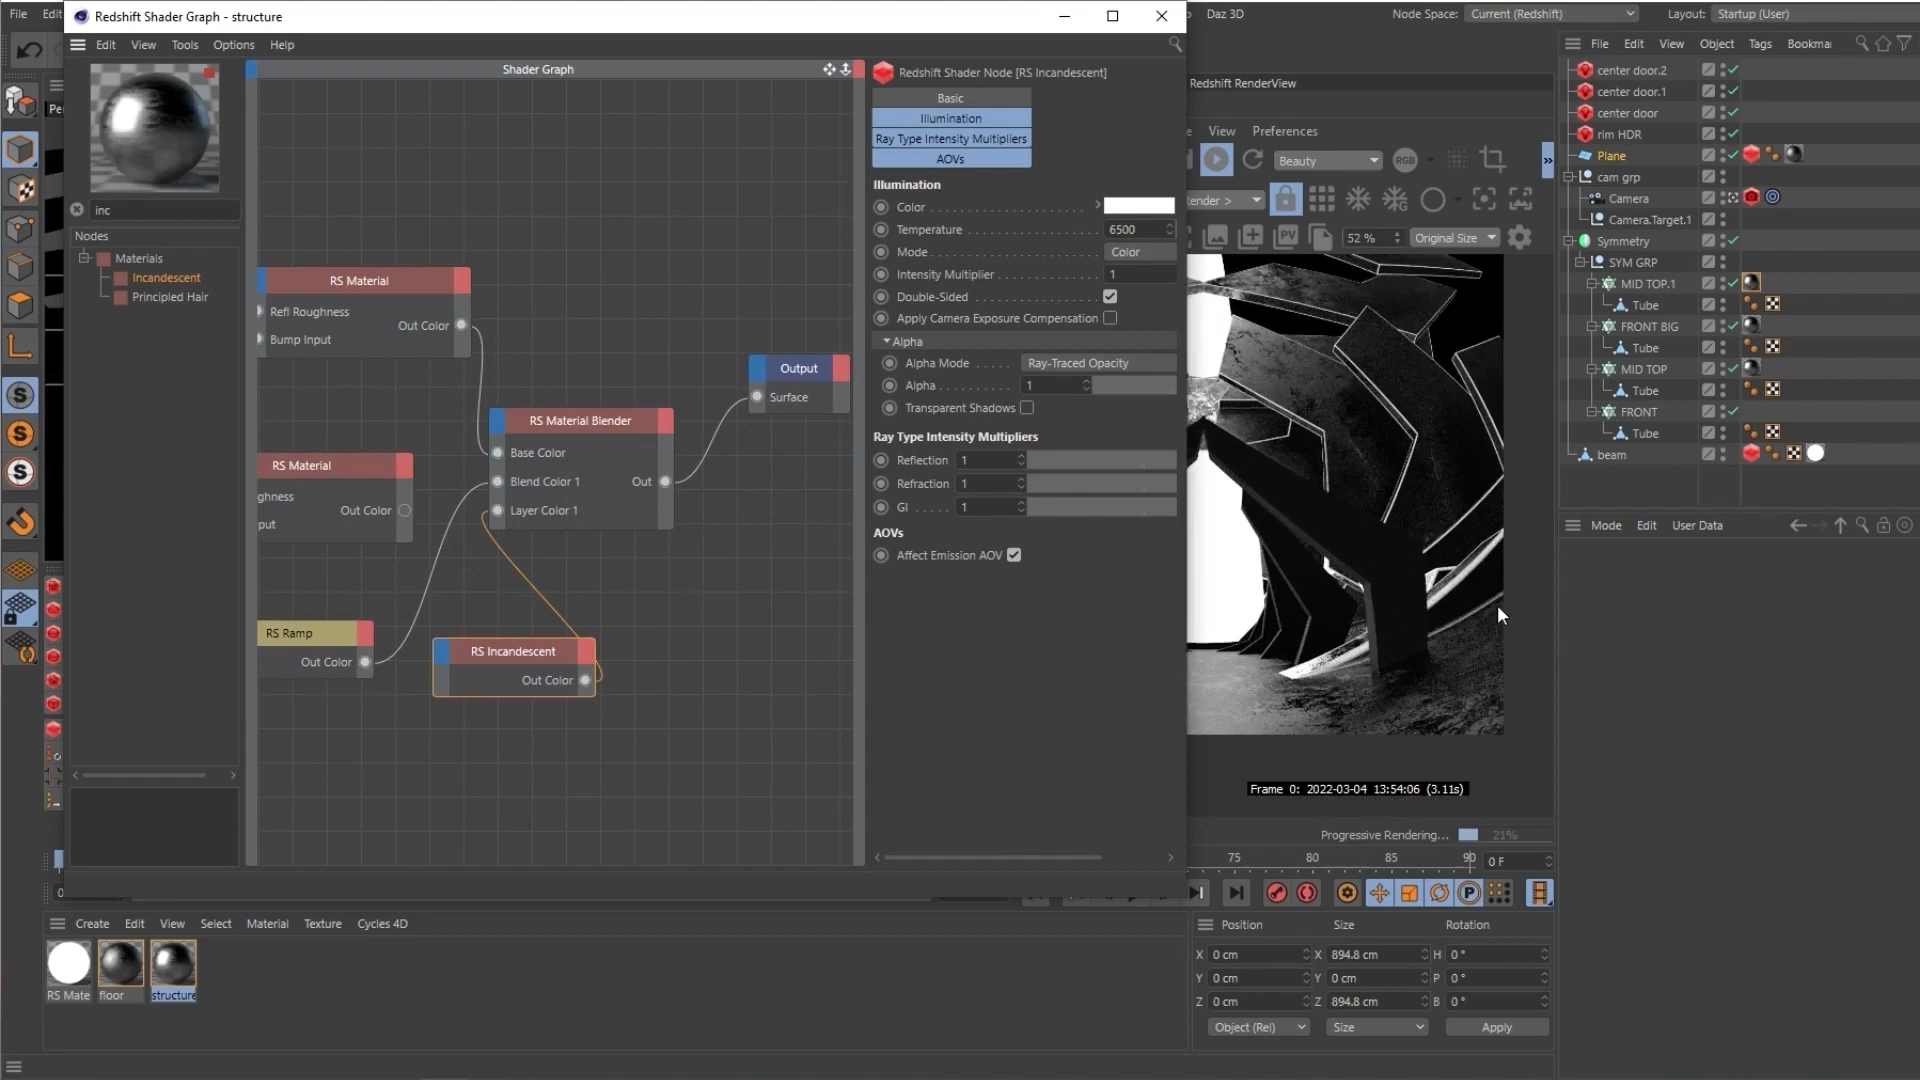 File Edit
Redshift Shader Graph - structure
Daz 3D
Node Space: Current (Redshift)
Layout: Startup (User)
Edit View Tools Options Help
File Edit View Object Tags Bookma
Shader Graph
Redshift Shader Node [RS Incandescent]
Redshift RenderView
Basic
Illumination
Ray Type Intensity Multipliers
AOVs
View Preferences
Beauty
RGB
ender >
PV
52 %
Original Size
inc
Nodes
Materials
Incandescent
Principled Hair
Per
RS Material
Refl Roughness
Out Color
Bump Input
RS Material
ghness
Out Color
put
RS Ramp
Out Color
RS Material Blender
Base Color
Blend Color 1
Out
Layer Color 1
RS Incandescent
Out Color
Output
Surface
Illumination
Color
Temperature 6500
Mode Color
Intensity Multiplier 1
Double-Sided
Apply Camera Exposure Compensation
Alpha
Alpha Mode Ray-Traced Opacity
Alpha 1
Transparent Shadows
Ray Type Intensity Multipliers
Reflection 1
Refraction 1
GI 1
AOVs
Affect Emission AOV
center door.2
center door.1
center door
rim HDR
Plane
cam grp
Camera
Camera.Target.1
Symmetry
SYM GRP
MID TOP.1
Tube
FRONT BIG
Tube
MID TOP
Tube
FRONT
Tube
beam
Mode Edit User Data
Frame 0: 2022-03-04 13:54:06 (3.11s)
Progressive Rendering... 21%
75 80 85 90 0 F
0
P
Create Edit View Select Material Texture Cycles 4D
RS Mate floor structure
Position Size Rotation
X 0 cm X 894.8 cm H 0 °
Y 0 cm Y 0 cm P 0 °
Z 0 cm Z 894.8 cm B 0 °
Object (Rel) Size Apply